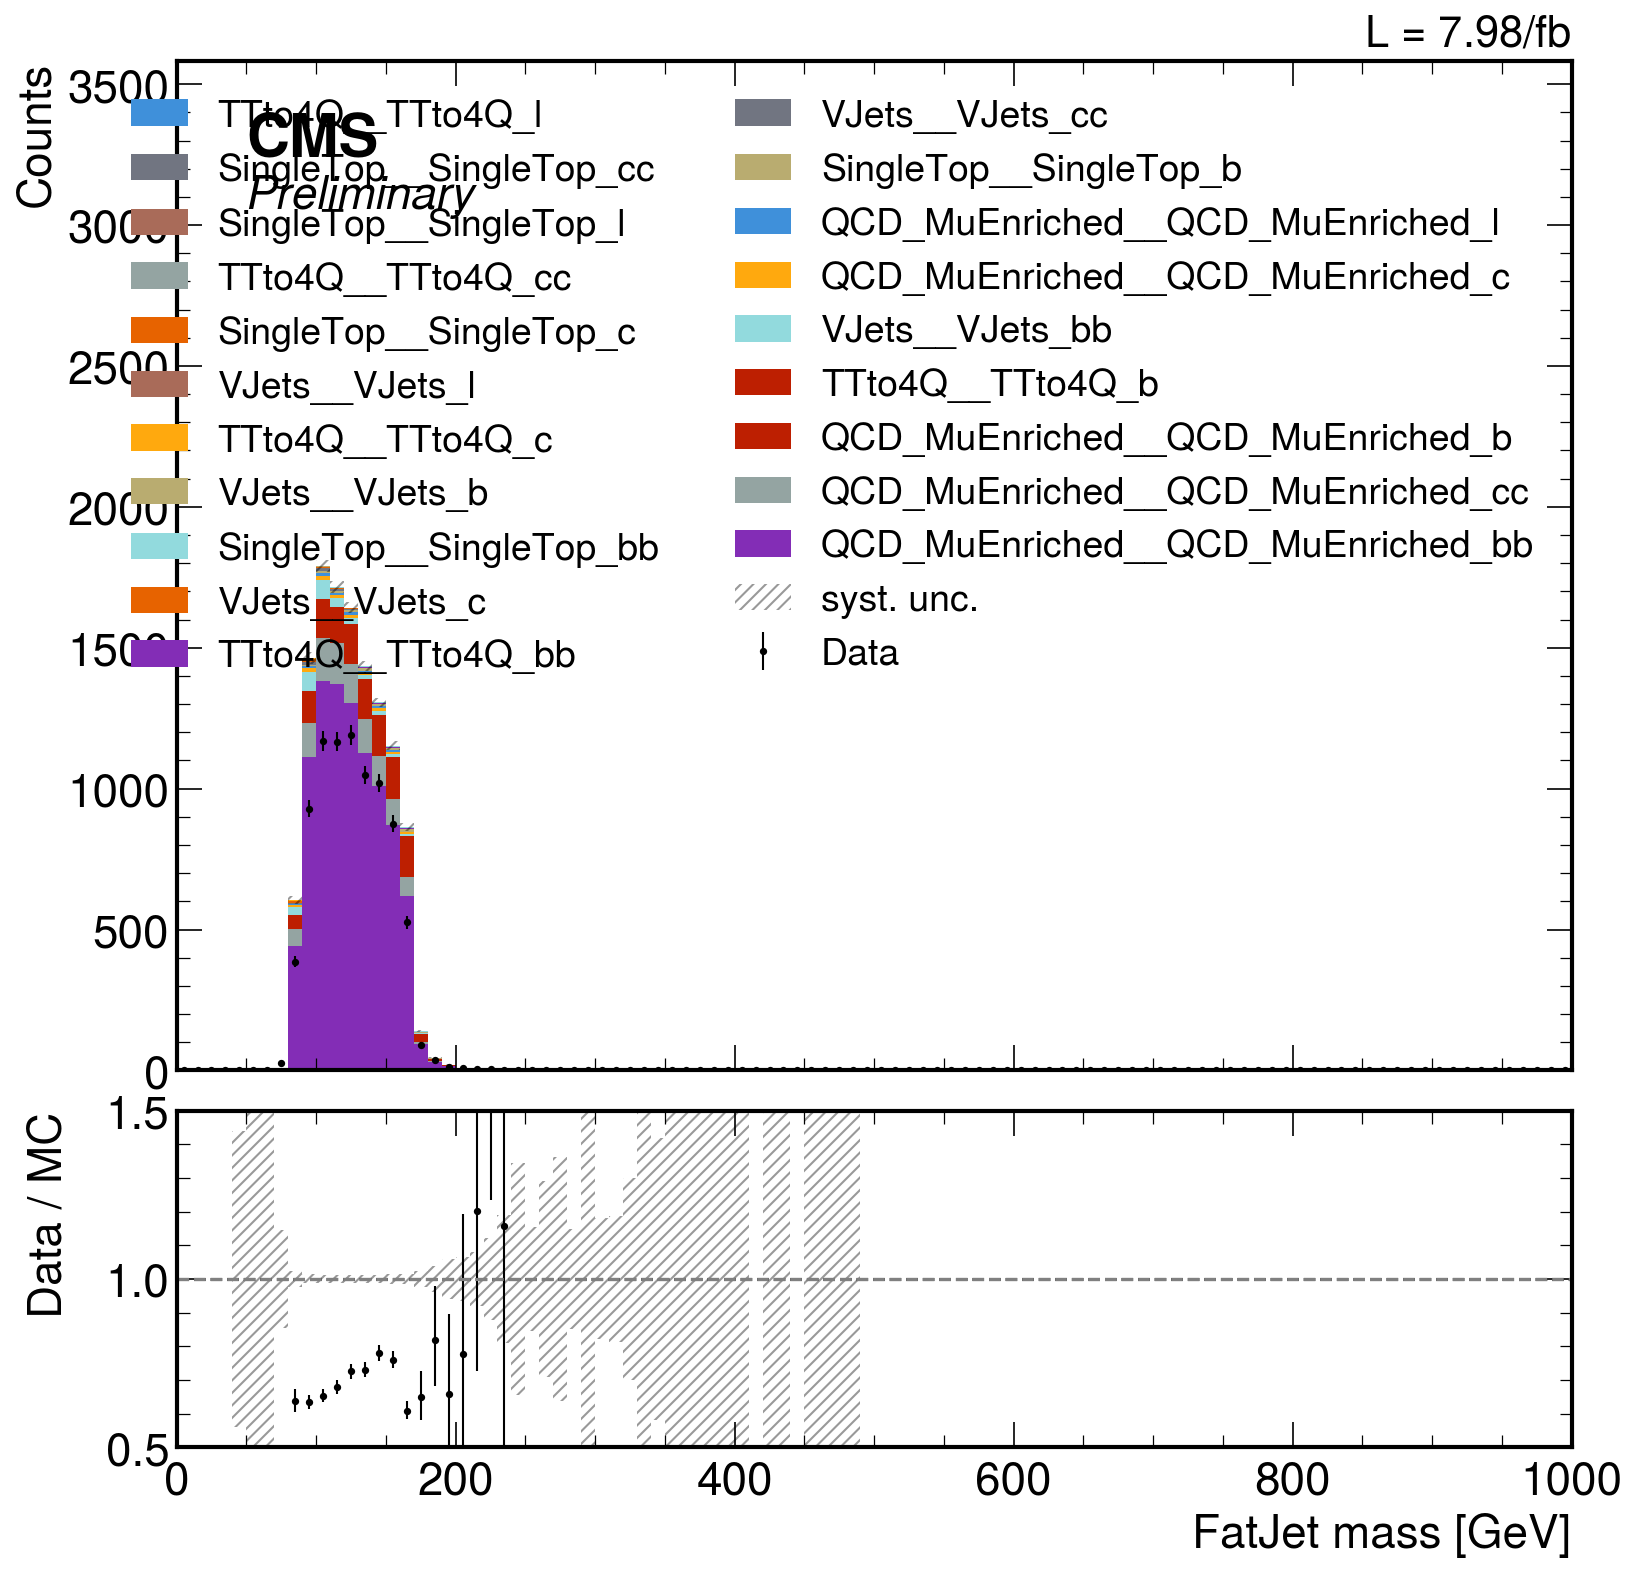 L = 7.98/fb
Counts
3500
3000
2500
2000
1500
1000
500
0
CMS
Preliminary
TTto4Q__TTto4Q_l
SingleTop__SingleTop_cc
SingleTop__SingleTop_l
TTto4Q__TTto4Q_cc
SingleTop__SingleTop_c
VJets__VJets_l
TTto4Q__TTto4Q_c
VJets__VJets_b
SingleTop__SingleTop_bb
VJets__VJets_c
TTto4Q__TTto4Q_bb
VJets__VJets_cc
SingleTop__SingleTop_b
QCD_MuEnriched__QCD_MuEnriched_l
QCD_MuEnriched__QCD_MuEnriched_c
VJets__VJets_bb
TTto4Q__TTto4Q_b
QCD_MuEnriched__QCD_MuEnriched_b
QCD_MuEnriched__QCD_MuEnriched_cc
QCD_MuEnriched__QCD_MuEnriched_bb
syst. unc.
Data
Data / MC
1.5
1.0
0.5
0 200 400 600 800 1000
FatJet mass [GeV]